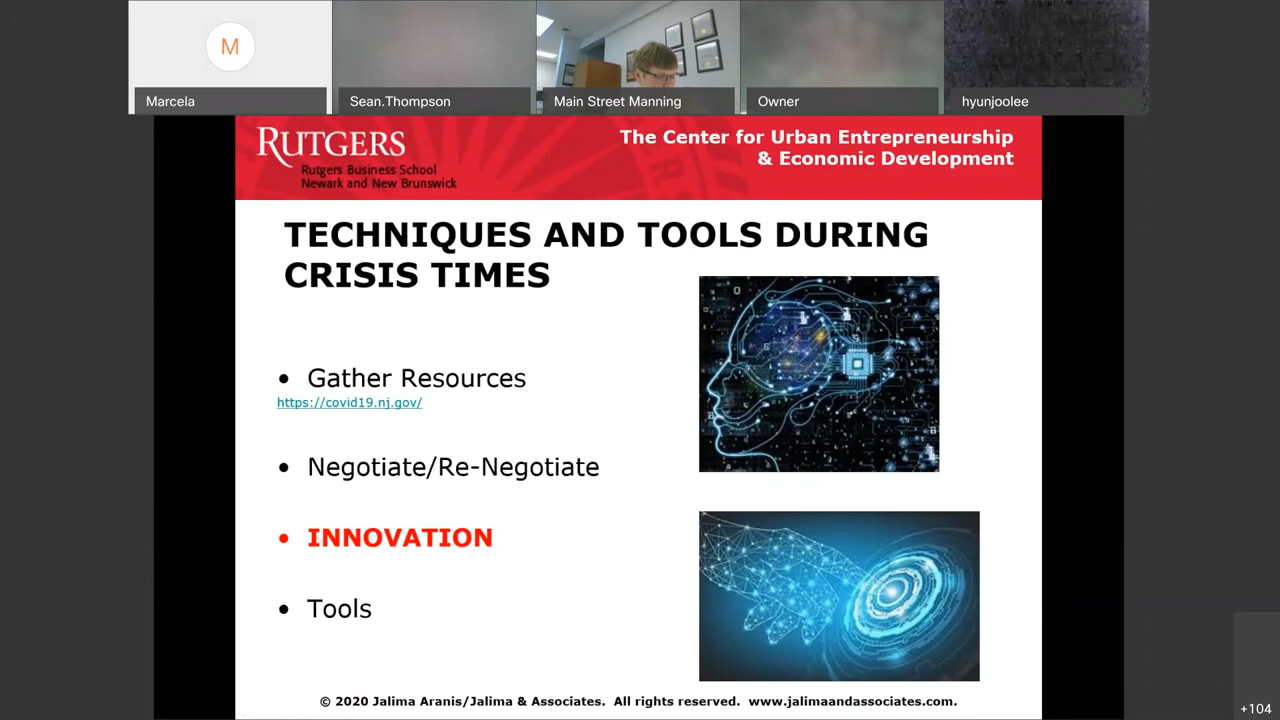 M
Marcela
Sean.Thompson
Main Street Manning
Owner
hyunjoolee
RUTGERS
Rutgers Business School
Newark and New Brunswick
The Center for Urban Entrepreneurship
& Economic Development
TECHNIQUES AND TOOLS DURING
CRISIS TIMES
• Gather Resources
https://covid19.nj.gov/
• Negotiate/Re-Negotiate
• INNOVATION
• Tools
© 2020 Jalima Aranis/Jalima & Associates. All rights reserved. www.jalimaandassociates.com.
+104